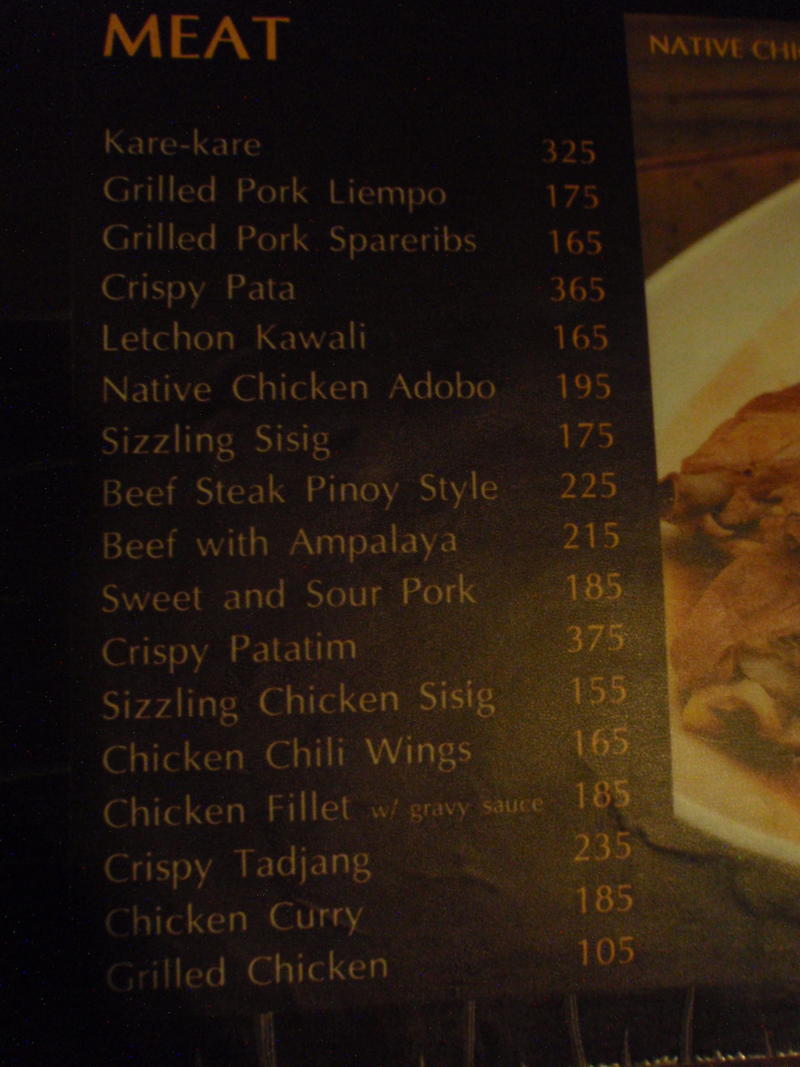 MEAT
Kare-kare 325
Grilled Pork Liempo 175
Grilled Pork Spareribs 165
Crispy Pata 365
Letchon Kawali 165
Native Chicken Adobo 195
Sizzling Sisig 175
Beef Steak Pinoy Style 225
Beef with Ampalaya 215
Sweet and Sour Pork 185
Crispy Patatim 375
Sizzling Chicken Sisig 155
Chicken Chili Wings 165
Chicken Fillet w/ gravy sauce 185
Crispy Tadjang 235
Chicken Curry 185
Grilled Chicken 105
NATIVE CHI